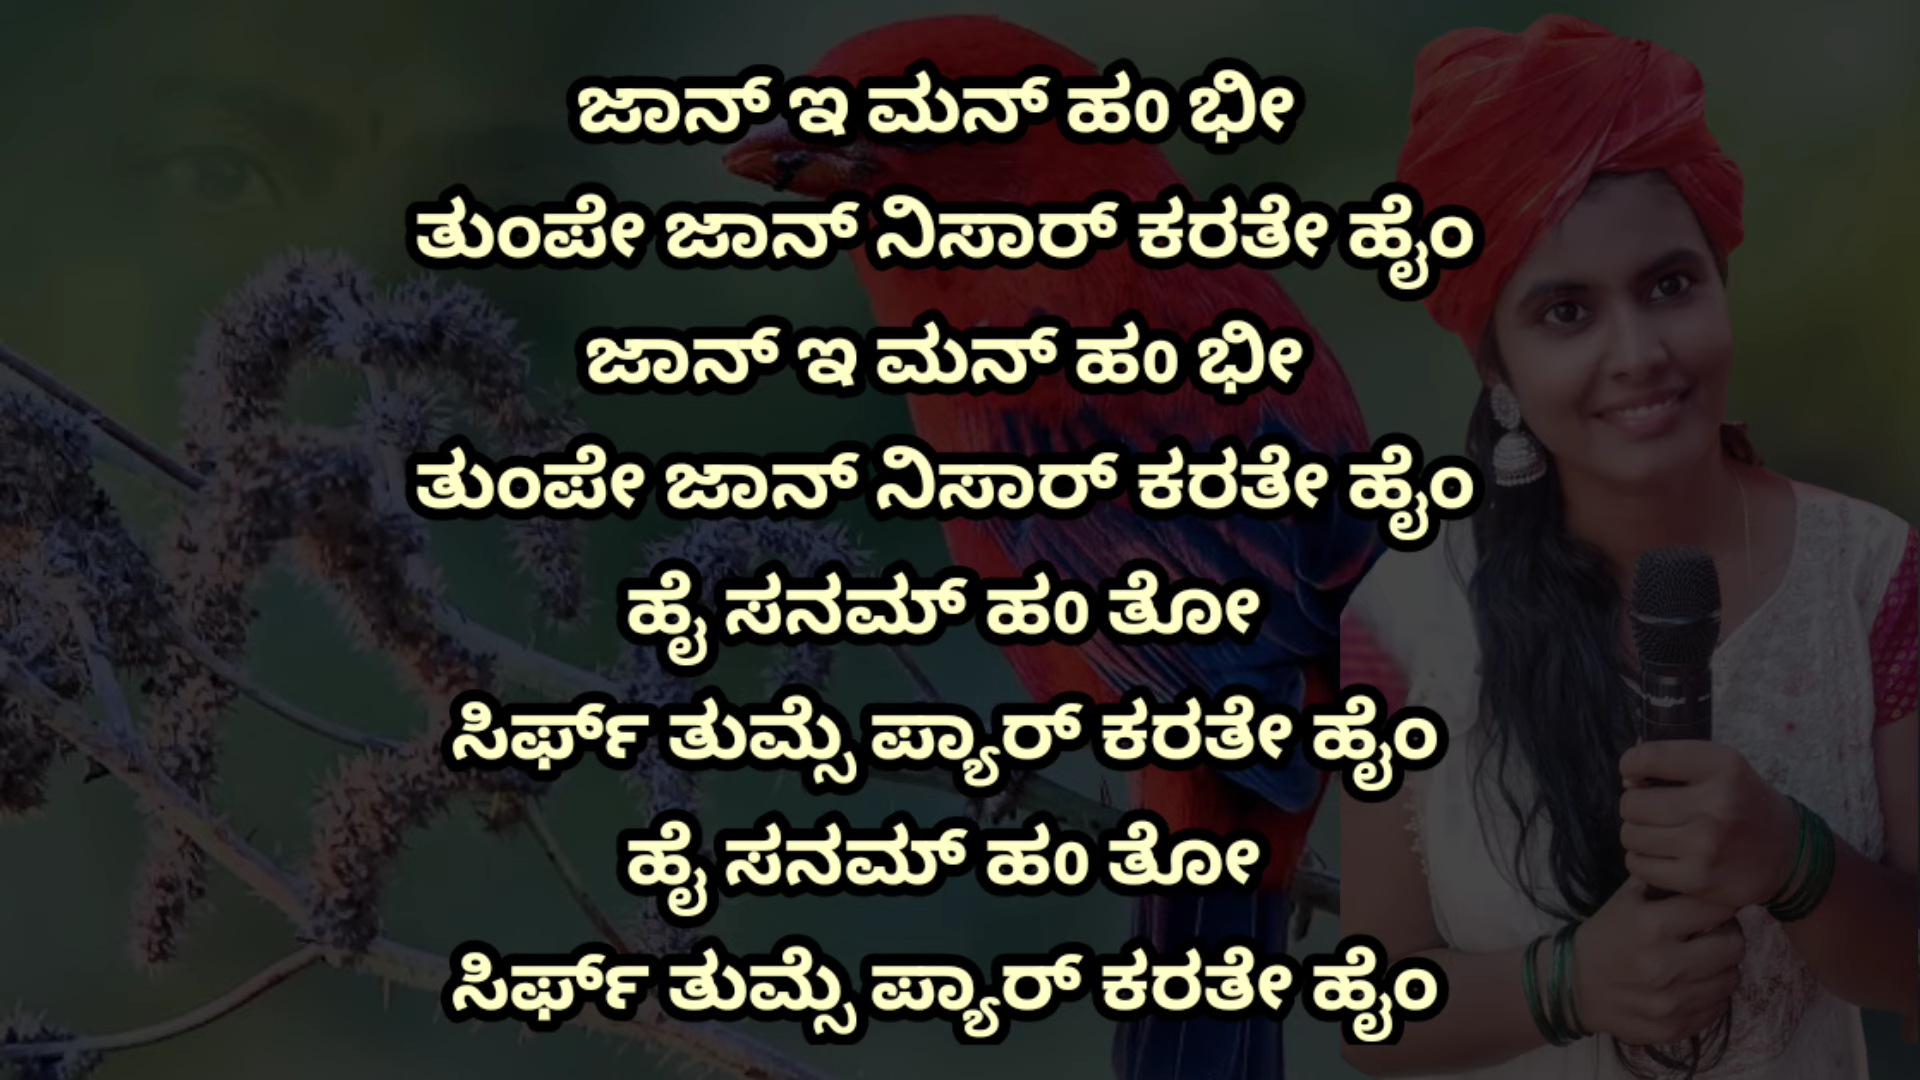 ಜಾನ್ ಇ ಮನ್ ಹಂ ಭೀ
ತುಂಪೇ ಜಾನ್ ನಿಸಾರ್ ಕರತೇ ಹೈಂ
ಜಾನ್ ಇ ಮನ್ ಹಂ ಭೀ
ತುಂಪೇ ಜಾನ್ ನಿಸಾರ್ ಕರತೇ ಹೈಂ
ಹೈ ಸನಮ್ ಹಂ ತೋ
ಸಿರ್ಫ್ ತುಮ್ಸೆ ಪ್ಯಾರ್ ಕರತೇ ಹೈಂ
ಹೈ ಸನಮ್ ಹಂ ತೋ
ಸಿರ್ಫ್ ತುಮ್ಸೆ ಪ್ಯಾರ್ ಕರತೇ ಹೈಂ